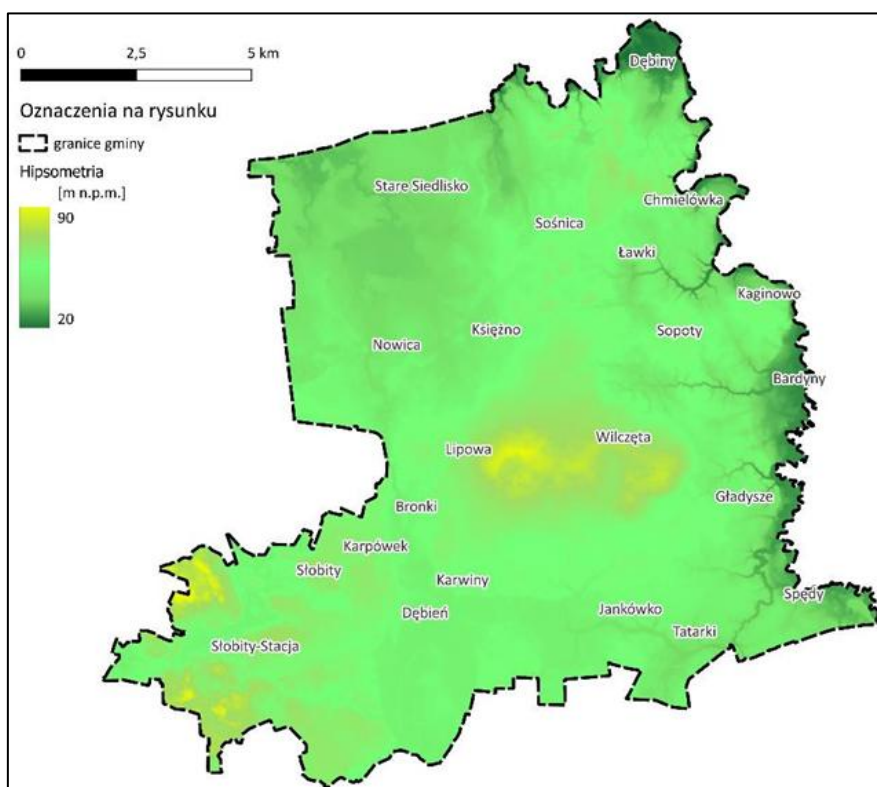 0 2,5 5 km
Oznaczenia na rysunku
granice gminy
Hipsometria
[m n.p.m.]
90
20
Dębiny
Stare Siedlisko
Chmielówka
Sośnica
Ławki
Kaginowo
Księżno
Sopoty
Nowica
Bardyny
Wilczęta
Lipowa
Gładysze
Bronki
Karpówek
Słobity
Karwiny
Spędy
Dębień
Jankówko
Tatarki
Słobity-Stacja